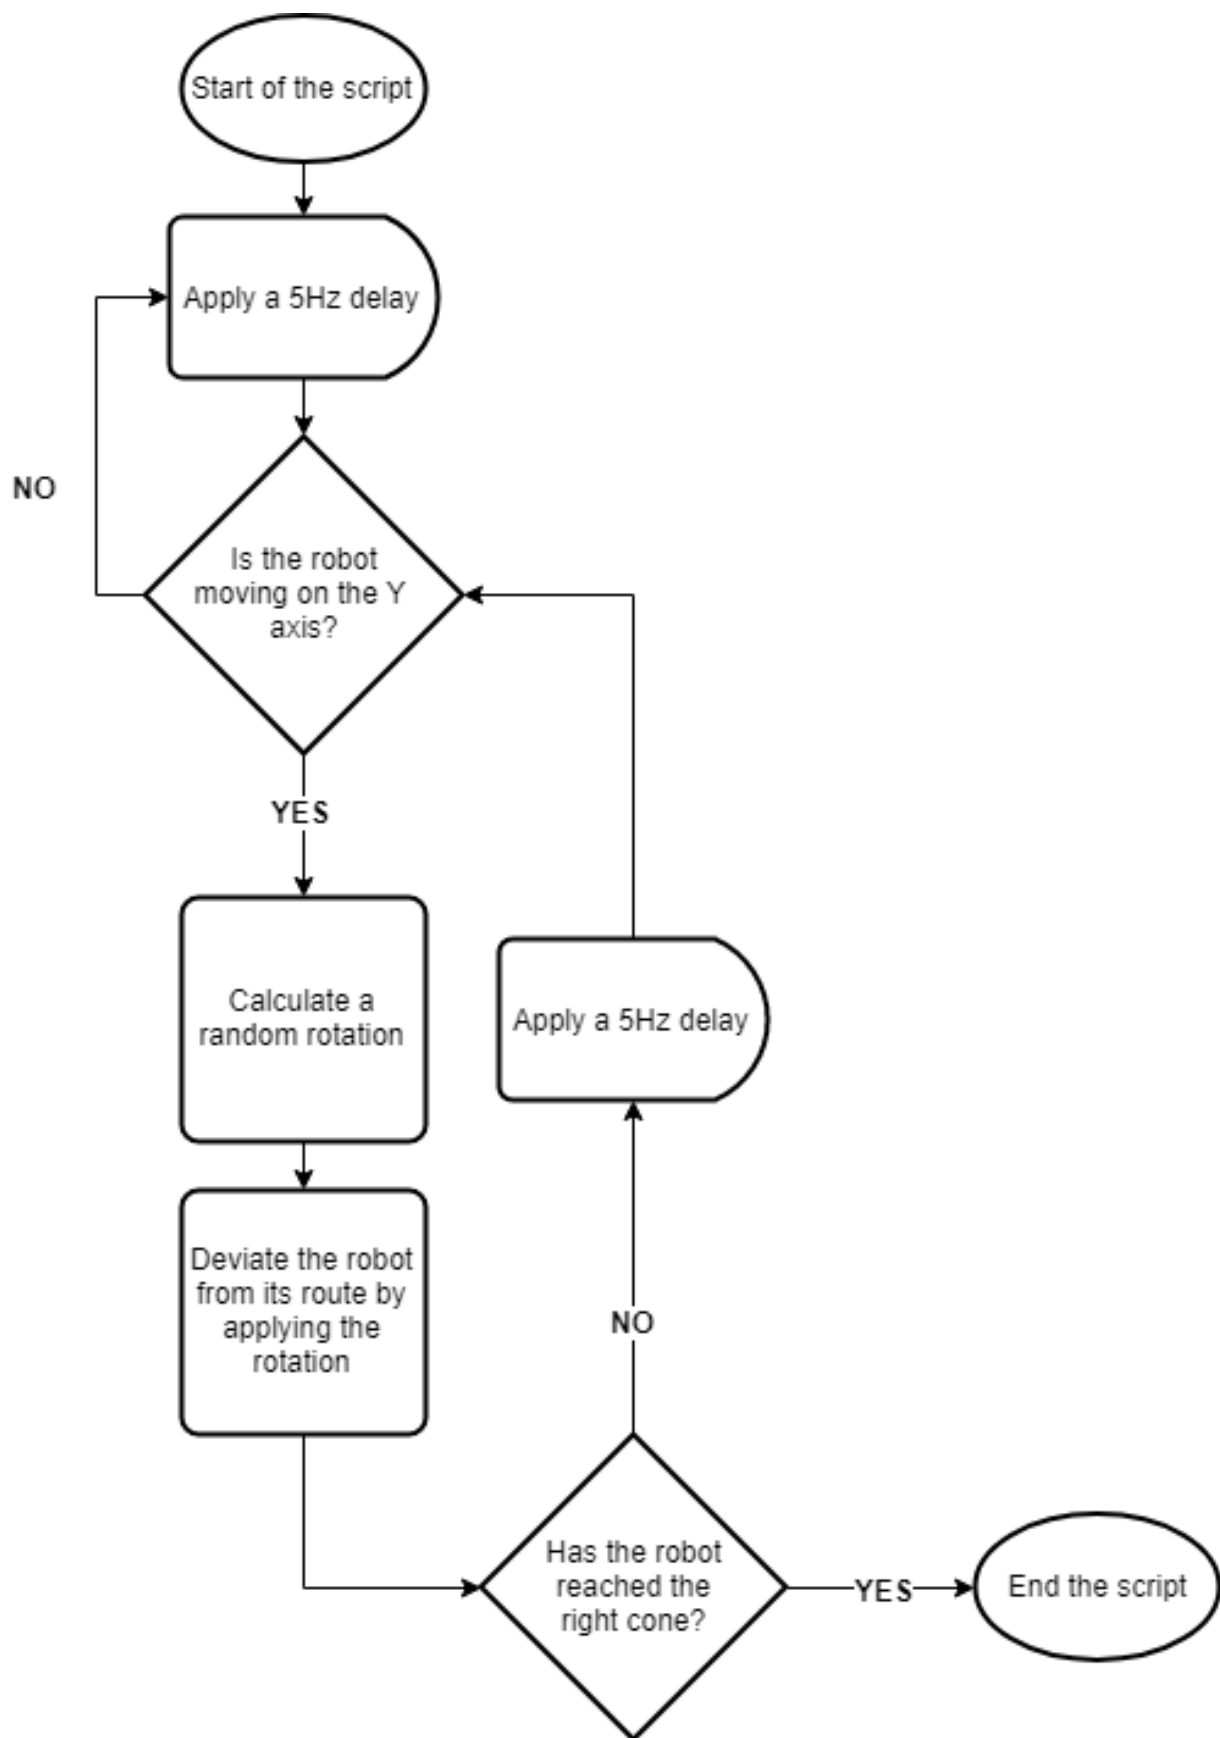 Start of the script
Apply a 5Hz delay
NO
Is the robot
moving on the Y
axis?
YES
Calculate a
random rotation
Apply a 5Hz delay
Deviate the robot
from its route by
applying the
rotation
NO
Has the robot
reached the
right cone?
YES
End the script